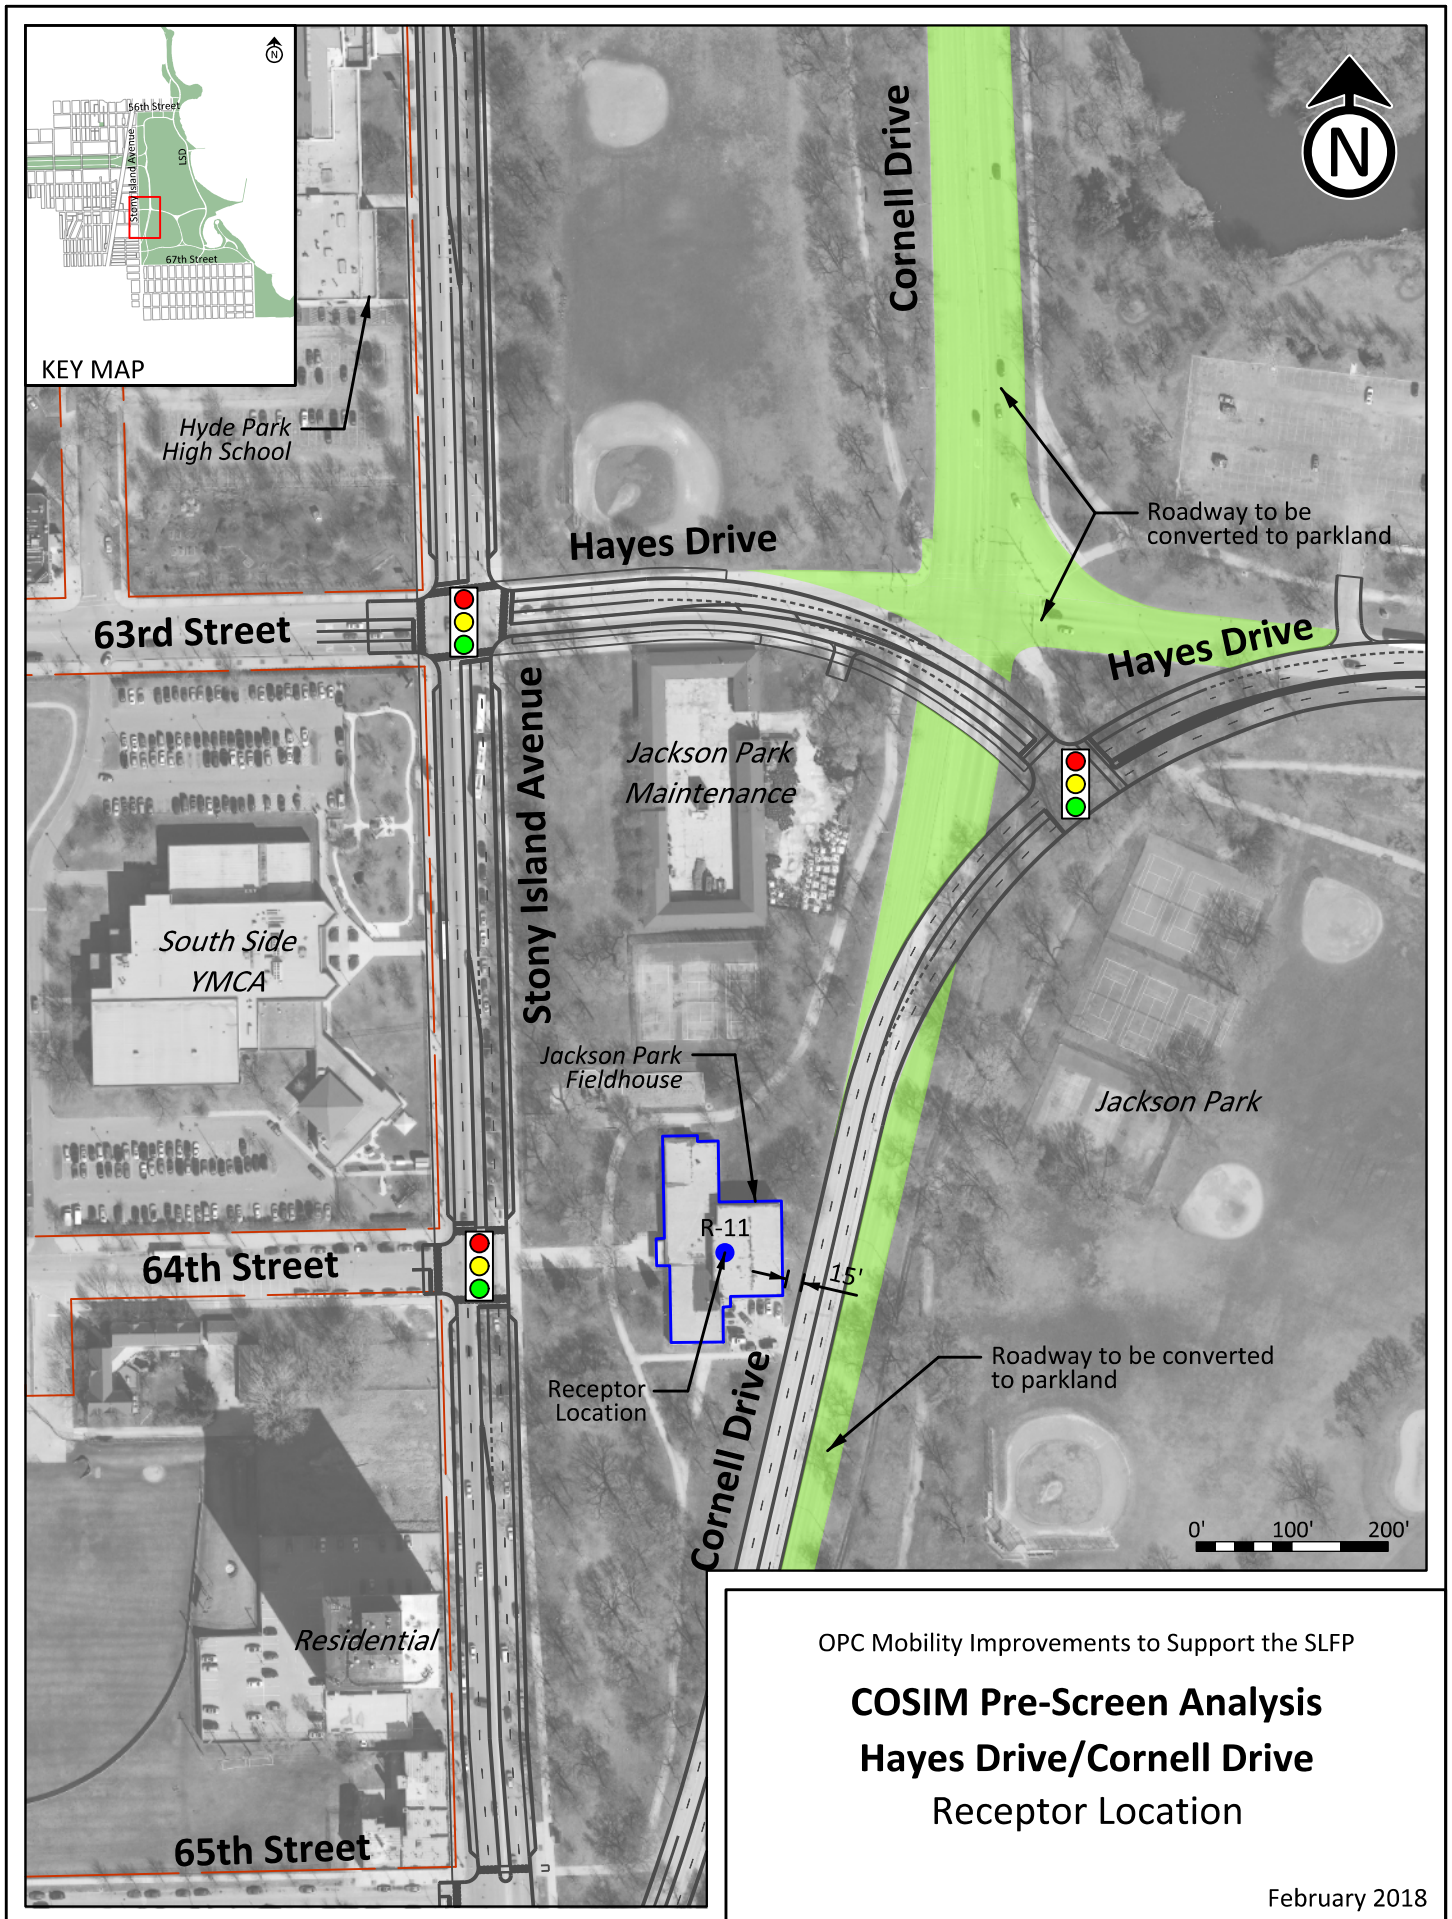 N
56th Street
Stony Island Avenue
LSD
67th Street
KEY MAP
N
Cornell Drive
Hyde Park
High School
Roadway to be
converted to parkland
Hayes Drive
63rd Street
Hayes Drive
Stony Island Avenue
Jackson Park
Maintenance
South Side
YMCA
Jackson Park
Fieldhouse
Jackson Park
R-11
15'
64th Street
Roadway to be converted
to parkland
Receptor
Location
Cornell Drive
0' 100' 200'
Residential
65th Street
OPC Mobility Improvements to Support the SLFP
COSIM Pre-Screen Analysis
Hayes Drive/Cornell Drive
Receptor Location
February 2018